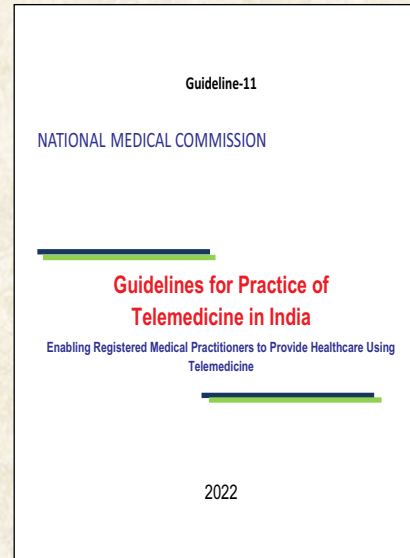 Guideline-11
NATIONAL MEDICAL COMMISSION
Guidelines for Practice of
Telemedicine in India
Enabling Registered Medical Practitioners to Provide Healthcare Using
Telemedicine
2022